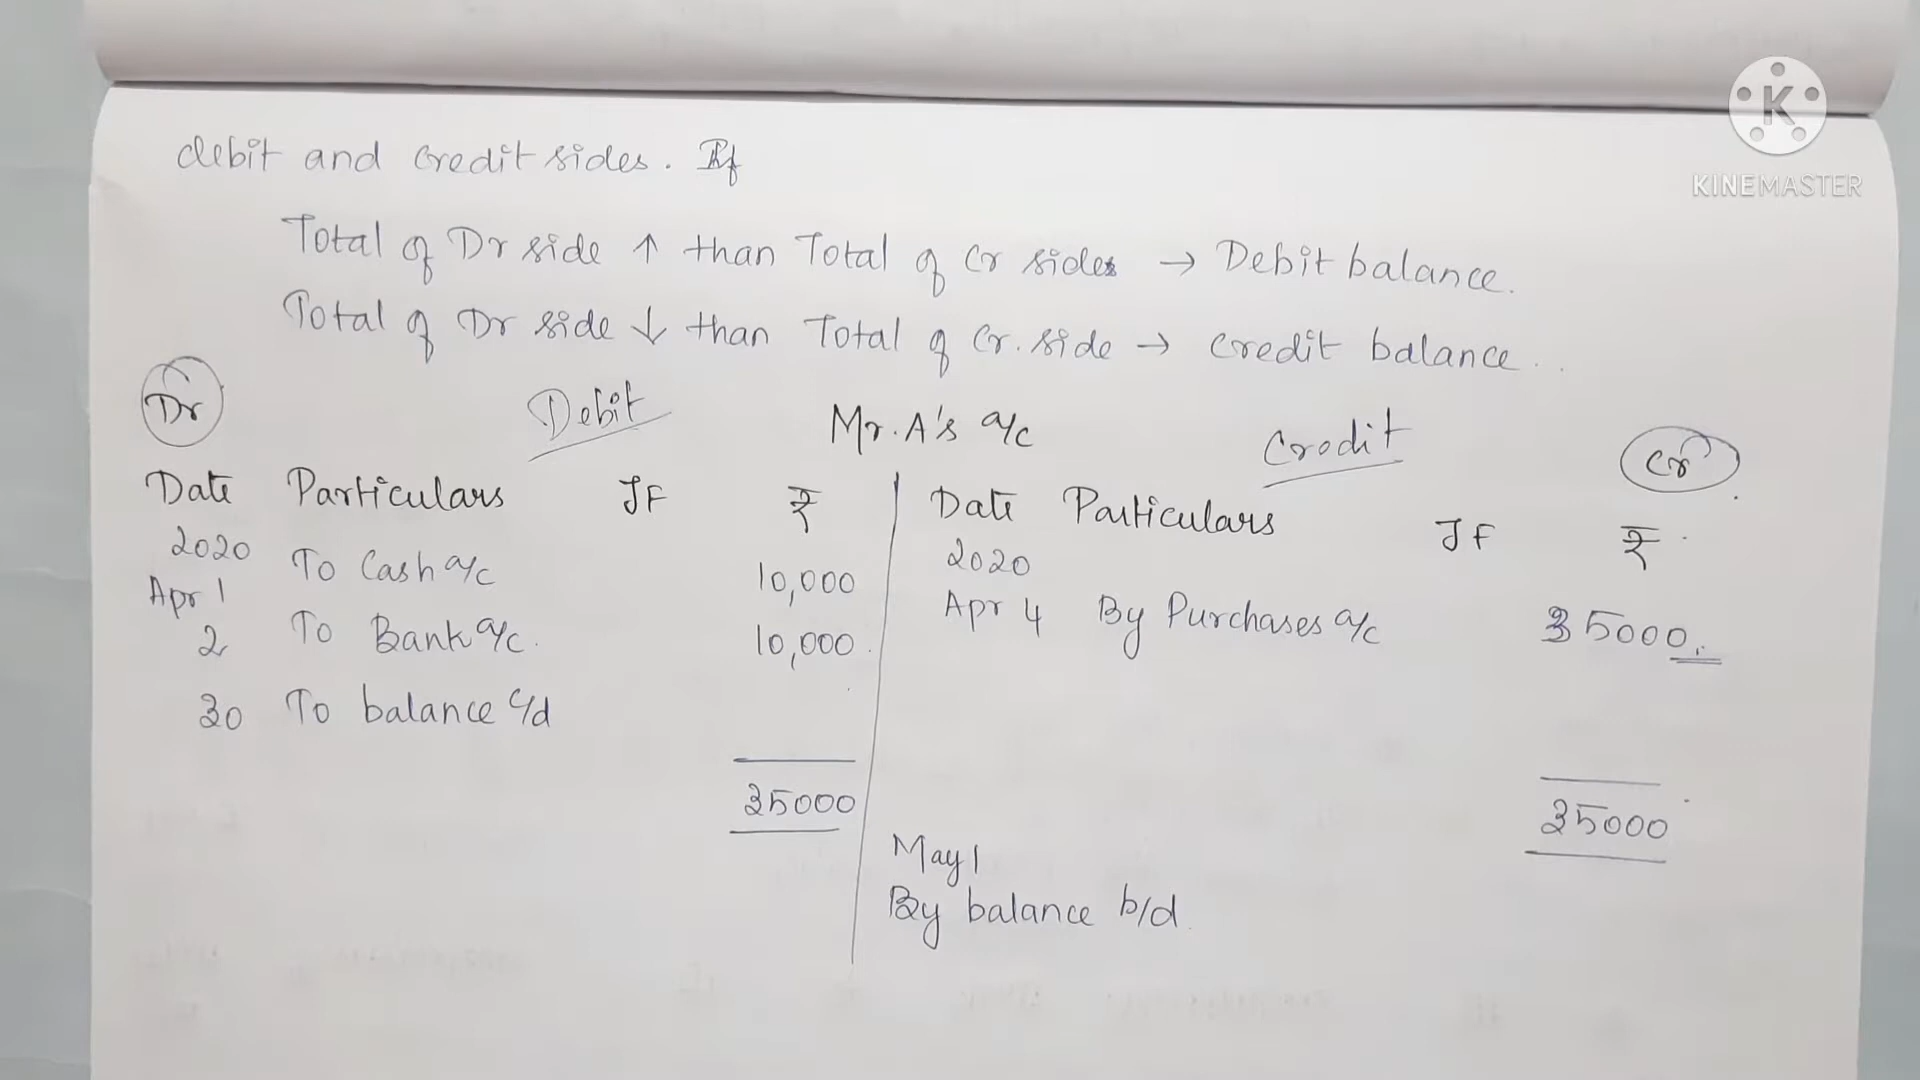 K
KINEMASTER
debit and credit sides. If
Total of Dr side ↑ than Total of Cr sides → Debit balance.
Total of Dr side ↓ than Total of Cr. side → credit balance..
Dr Debit Mr. A's a/c Credit Cr
Date Particulars JF ₹ Date Particulars JF ₹
2020 To Cash a/c 10,000 2020
Apr 1 Apr 4 By Purchases a/c 35000
2 To Bank a/c. 10,000
30 To balance c/d
35000 35000
May 1
By balance b/d